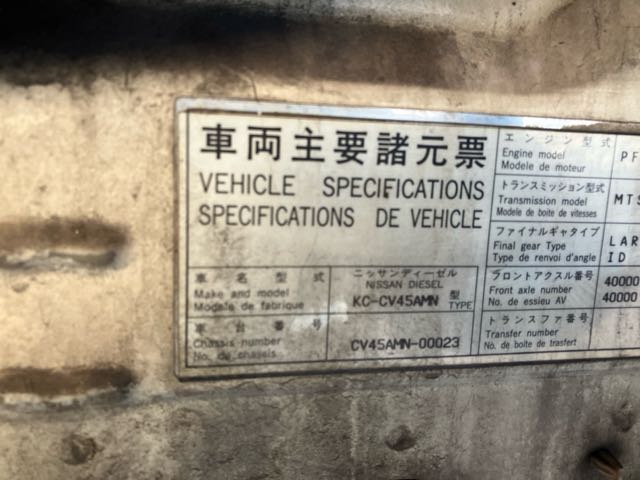 車両主要諸元票
VEHICLE SPECIFICATIONS
SPECIFICATIONS DE VEHICLE
車名型式
Make and model
Modele de fabrique
ニッサンディーゼル
NISSAN DIESEL
KC-CV45AMN 型
TYPE
車台番号
Chassis number
No. de chassis
CV45AMN-00023
エンジン型式
Engine model
Modele de moteur
PF
トランスミッション型式
Transmission model
Modele de boite de vitesses
MTS
ファイナルギヤタイプ
Final gear Type
Type de renvoi d'angle
LAR
ID
フロントアクスル番号
Front axle number
No. de essieu AV
40000
40000
トランスファ番号
Transfer number
No. de boite de trasfert